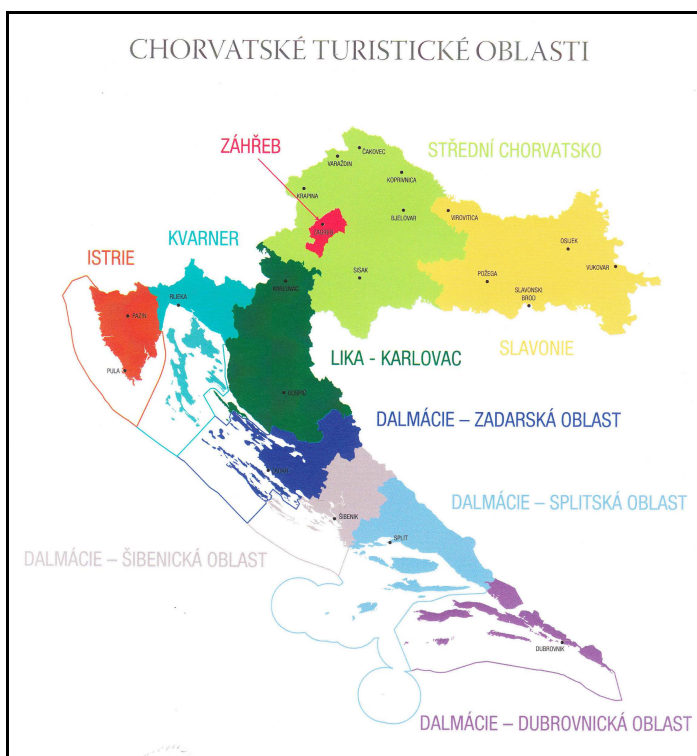 CHORVATSKÉ TURISTICKÉ OBLASTI
ZÁHŘEB
STŘEDNÍ CHORVATSKO
ČAKOVEC
VARAŽDIN
KOPRIVNICA
KRAPINA
BJELOVAR
VIROVITICA
ZAGREB
KVARNER
ISTRIE
OSIJEK
VUKOVAR
SISAK
POŽEGA
KARLOVAC
SLAVONSKI
BROD
RIJEKA
PAZIN
SLAVONIE
LIKA - KARLOVAC
PULA
GOSPIĆ
DALMÁCIE – ZADARSKÁ OBLAST
ZADAR
DALMÁCIE – SPLITSKÁ OBLAST
ŠIBENIK
SPLIT
DALMÁCIE – ŠIBENICKÁ OBLAST
DUBROVNIK
DALMÁCIE – DUBROVNICKÁ OBLAST